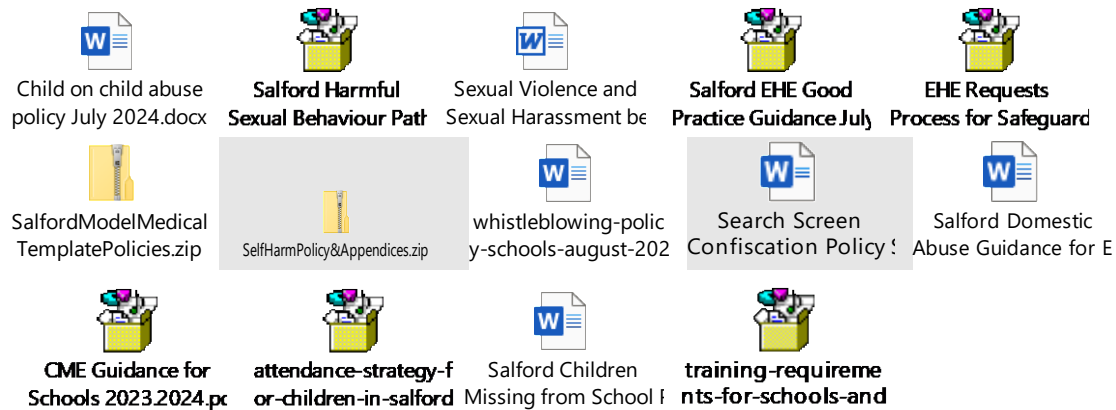 Child on child abuse
policy July 2024.docx
Salford Harmful
Sexual Behaviour Path
Sexual Violence and
Sexual Harassment be
Salford EHE Good
Practice Guidance July
EHE Requests
Process for Safeguard
SalfordModelMedical
TemplatePolicies.zip
SelfHarmPolicy&Appendices.zip
whistleblowing-polic
y-schools-august-202
Search Screen
Confiscation Policy S
Salford Domestic
Abuse Guidance for E
CME Guidance for
Schools 2023.2024.pc
attendance-strategy-f
or-children-in-salford
Salford Children
Missing from School P
training-requireme
nts-for-schools-and